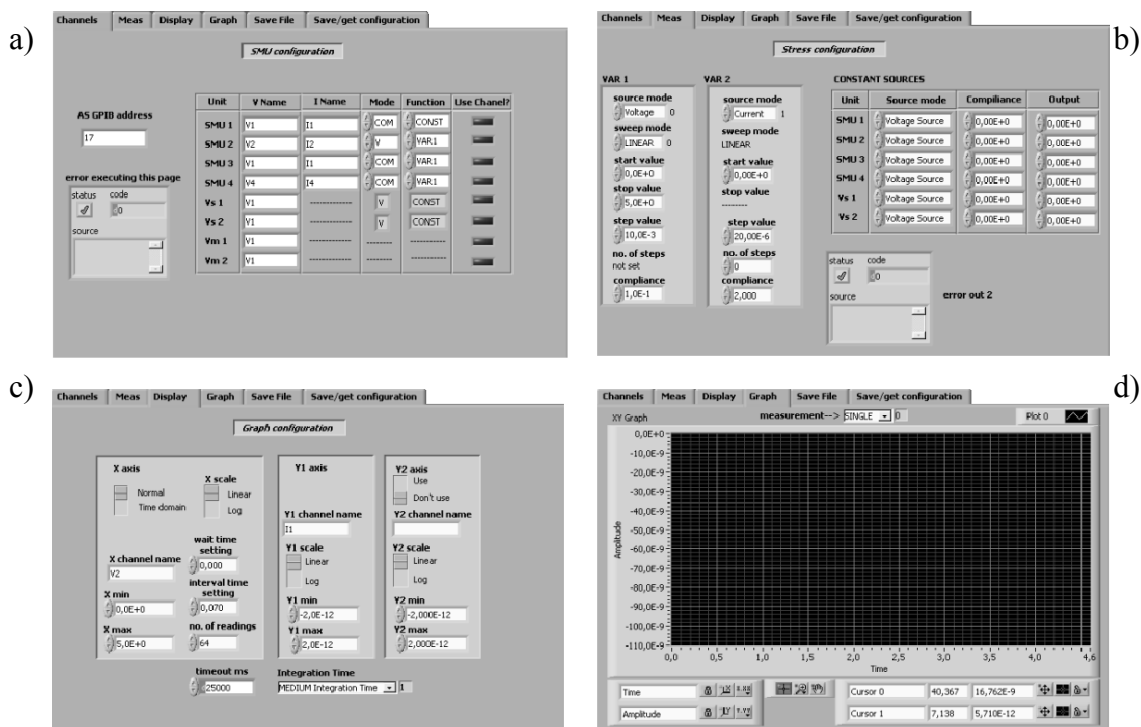 a)
Channels Meas Display Graph Save File Save/get configuration
SMU configuration
AS GPID address
17
error executing this page
status code
0
source
Unit V Name I Name Mode Function Use Chanel?
SMU 1 V1 I1 COM CONST
SMU 2 V2 I2 V VAR1
SMU 3 V1 I1 COM VAR1
SMU 4 V4 I4 COM VAR1
Vs 1 V1 ------------ V CONST
Vs 2 V1 ------------ V CONST
Vm 1 V1 ------------ ------- ----------
Vm 2 V1 ------------ ------- ----------
b)
Channels Meas Display Graph Save File Save/get configuration
Stress configuration
VAR 1
source mode
Voltage 0
sweep mode
LINEAR 0
start value
0,0E+0
stop value
5,0E+0
step value
10,0E-3
no. of steps
not set
compliance
1,0E-1
VAR 2
source mode
Current 1
sweep mode
LINEAR
start value
0,00E+0
stop value
--------
step value
20,00E-6
no. of steps
0
compliance
2,000
CONSTANT SOURCES
Unit Source mode Compiliance Output
SMU 1 Voltage Source 0,00E+0 0,00E+0
SMU 2 Voltage Source 0,00E+0 0,00E+0
SMU 3 Voltage Source 0,00E+0 0,00E+0
SMU 4 Voltage Source 0,00E+0 0,00E+0
Vs 1 Voltage Source 0,00E+0 0,00E+0
Vs 2 Voltage Source 0,00E+0 0,00E+0
status code
0
source
error out 2
c)
Channels Meas Display Graph Save File Save/get configuration
Graph configuration
X axis
Normal
Time domain
X scale
Linear
Log
wait time setting
0,000
X channel name
V2
interval time setting
0,070
X min
0,0E+0
X max
5,0E+0
no. of readings
64
Y1 axis
Y1 channel name
I1
Y1 scale
Linear
Log
Y1 min
-2,0E-12
Y1 max
2,0E-12
Y2 axis
Use
Don't use
Y2 channel name
Y2 scale
Linear
Log
Y2 min
-2,000E-12
Y2 max
2,000E-12
timeout ms
25000
Integration Time
MEDIUM Integration Time 1
d)
Channels Meas Display Graph Save File Save/get configuration
XY Graph
measurement--> SINGLE 0
Plot 0
0,0E+0
-10,0E-9
-20,0E-9
-30,0E-9
-40,0E-9
-50,0E-9
-60,0E-9
-70,0E-9
-80,0E-9
-90,0E-9
-100,0E-9
-110,0E-9
Amplitude
0,0 0,5 1,0 1,5 2,0 2,5 3,0 3,5 4,0 4,6
Time
Time
Amplitude
Cursor 0 40,367 16,762E-9
Cursor 1 7,138 5,710E-12